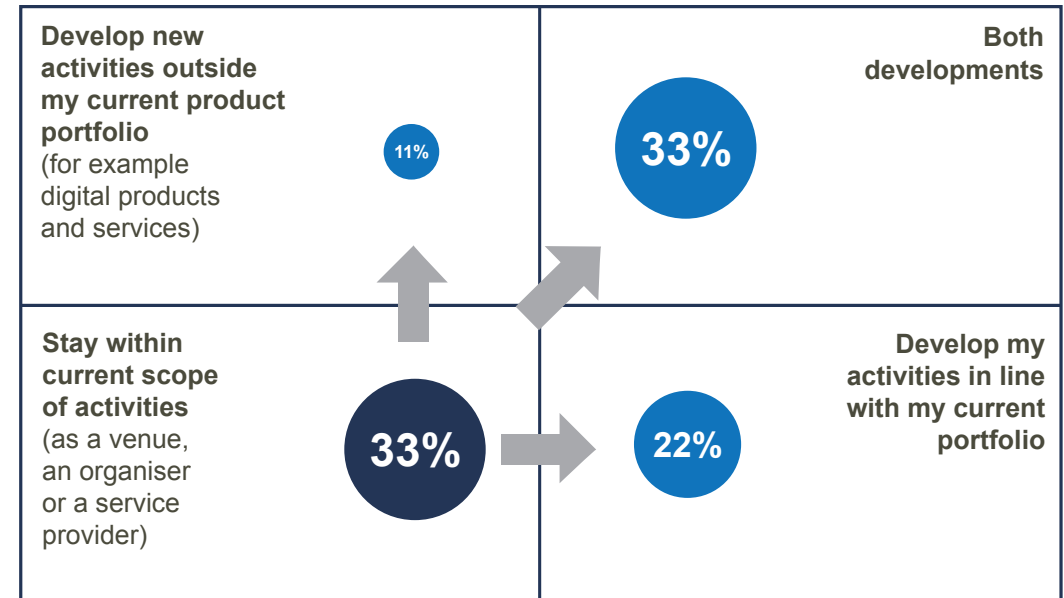 Develop new
activities outside
my current product
portfolio
(for example
digital products
and services)
11%
Both
developments
33%
Stay within
current scope
of activities
(as a venue,
an organiser
or a service
provider)
33%
Develop my
activities in line
with my current
portfolio
22%